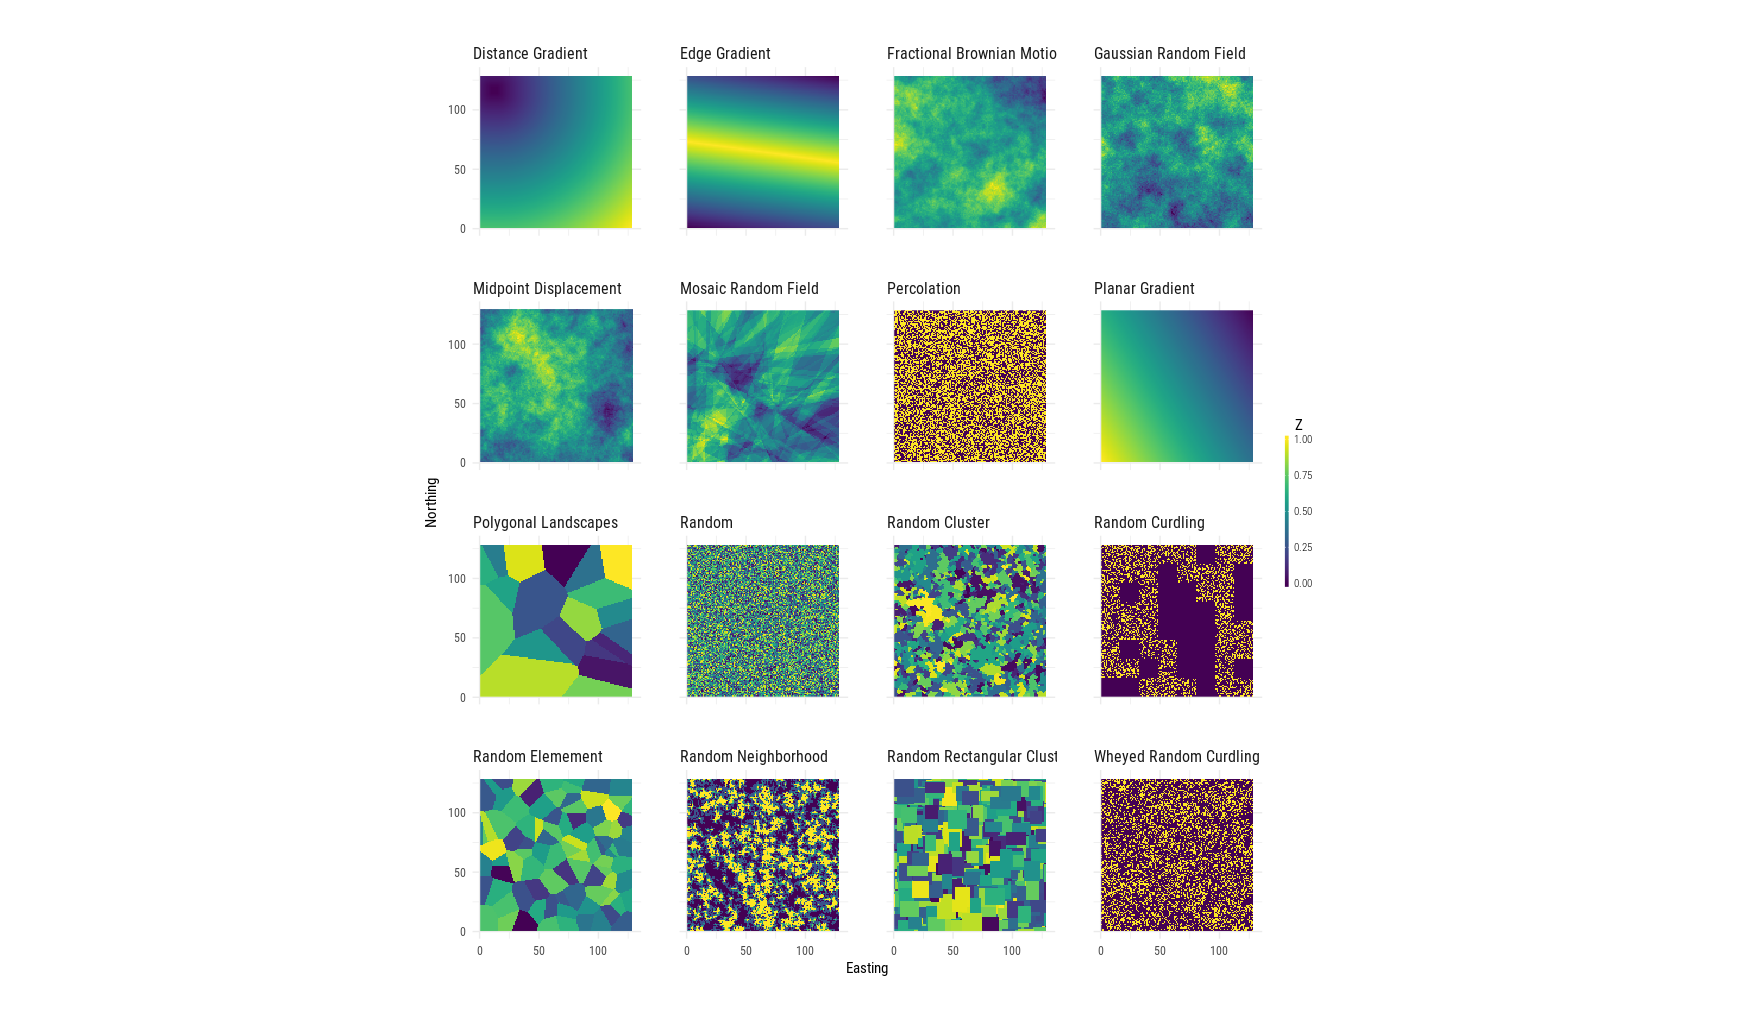 Distance Gradient
Edge Gradient
Fractional Brownian Motio
Gaussian Random Field
100
50
0
Midpoint Displacement
Mosaic Random Field
Percolation
Planar Gradient
100
50
0
Northing
Z
1.00
0.75
0.50
0.25
0.00
Polygonal Landscapes
Random
Random Cluster
Random Curdling
100
50
0
Random Elemement
Random Neighborhood
Random Rectangular Clust
Wheyed Random Curdling
100
50
0
0 50 100 0 50 100 0 50 100 0 50 100
Easting